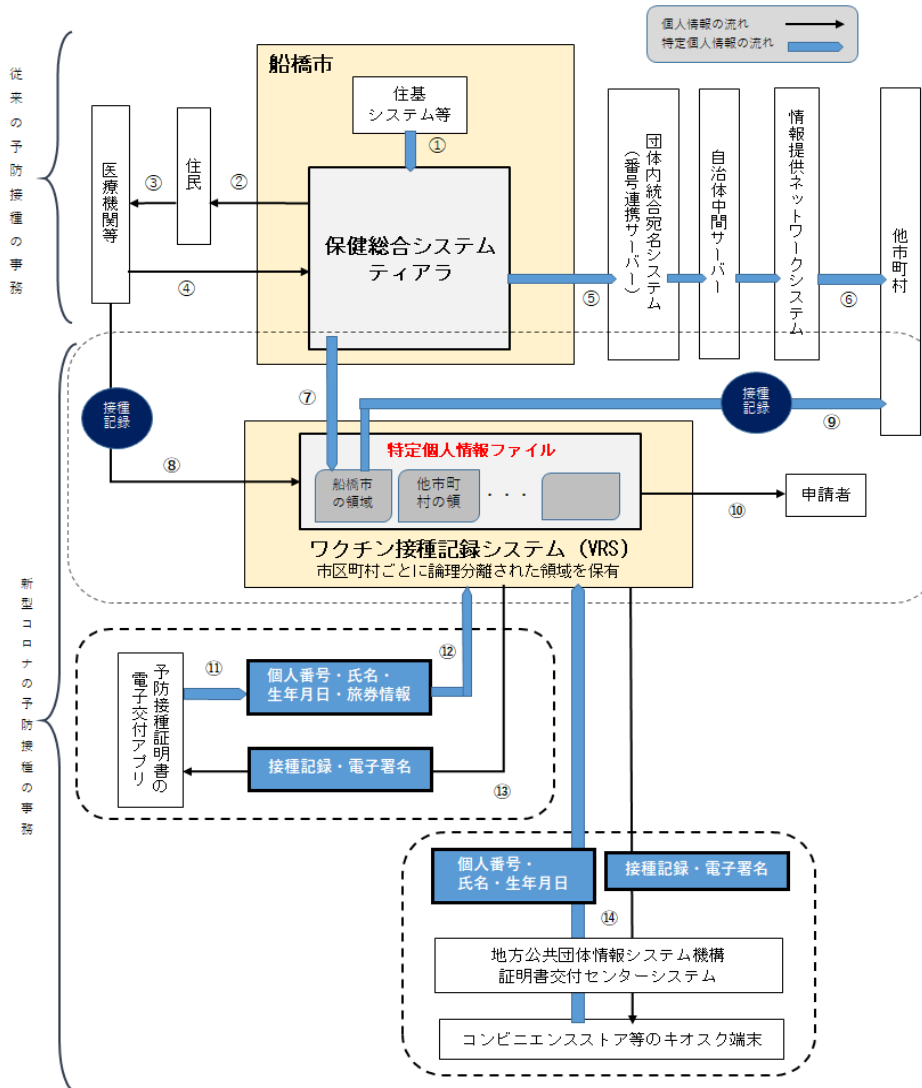 個人情報の流れ
特定個人情報の流れ
従来の予防接種の事務
船橋市
住基
システム等
①
医療機関等
③
住民
②
保健総合システム
ティアラ
④
⑤
団体内統合宛名システム
（番号連携サーバー）
自治体中間サーバー
情報提供ネットワークシステム
⑥
他市町村
新型コロナの予防接種の事務
接種
記録
⑦
接種
記録
⑨
⑧
特定個人情報ファイル
船橋市
の領域
他市町
村の領
・・・
⑩
申請者
ワクチン接種記録システム（VRS）
市区町村ごとに論理分離された領域を保有
予防接種証明書の
電子交付アプリ
⑪
個人番号・氏名・
生年月日・旅券情報
⑫
接種記録・電子署名
⑬
個人番号・
氏名・生年月日
接種記録・電子署名
⑭
地方公共団体情報システム機構
証明書交付センターシステム
コンビニエンスストア等のキオスク端末